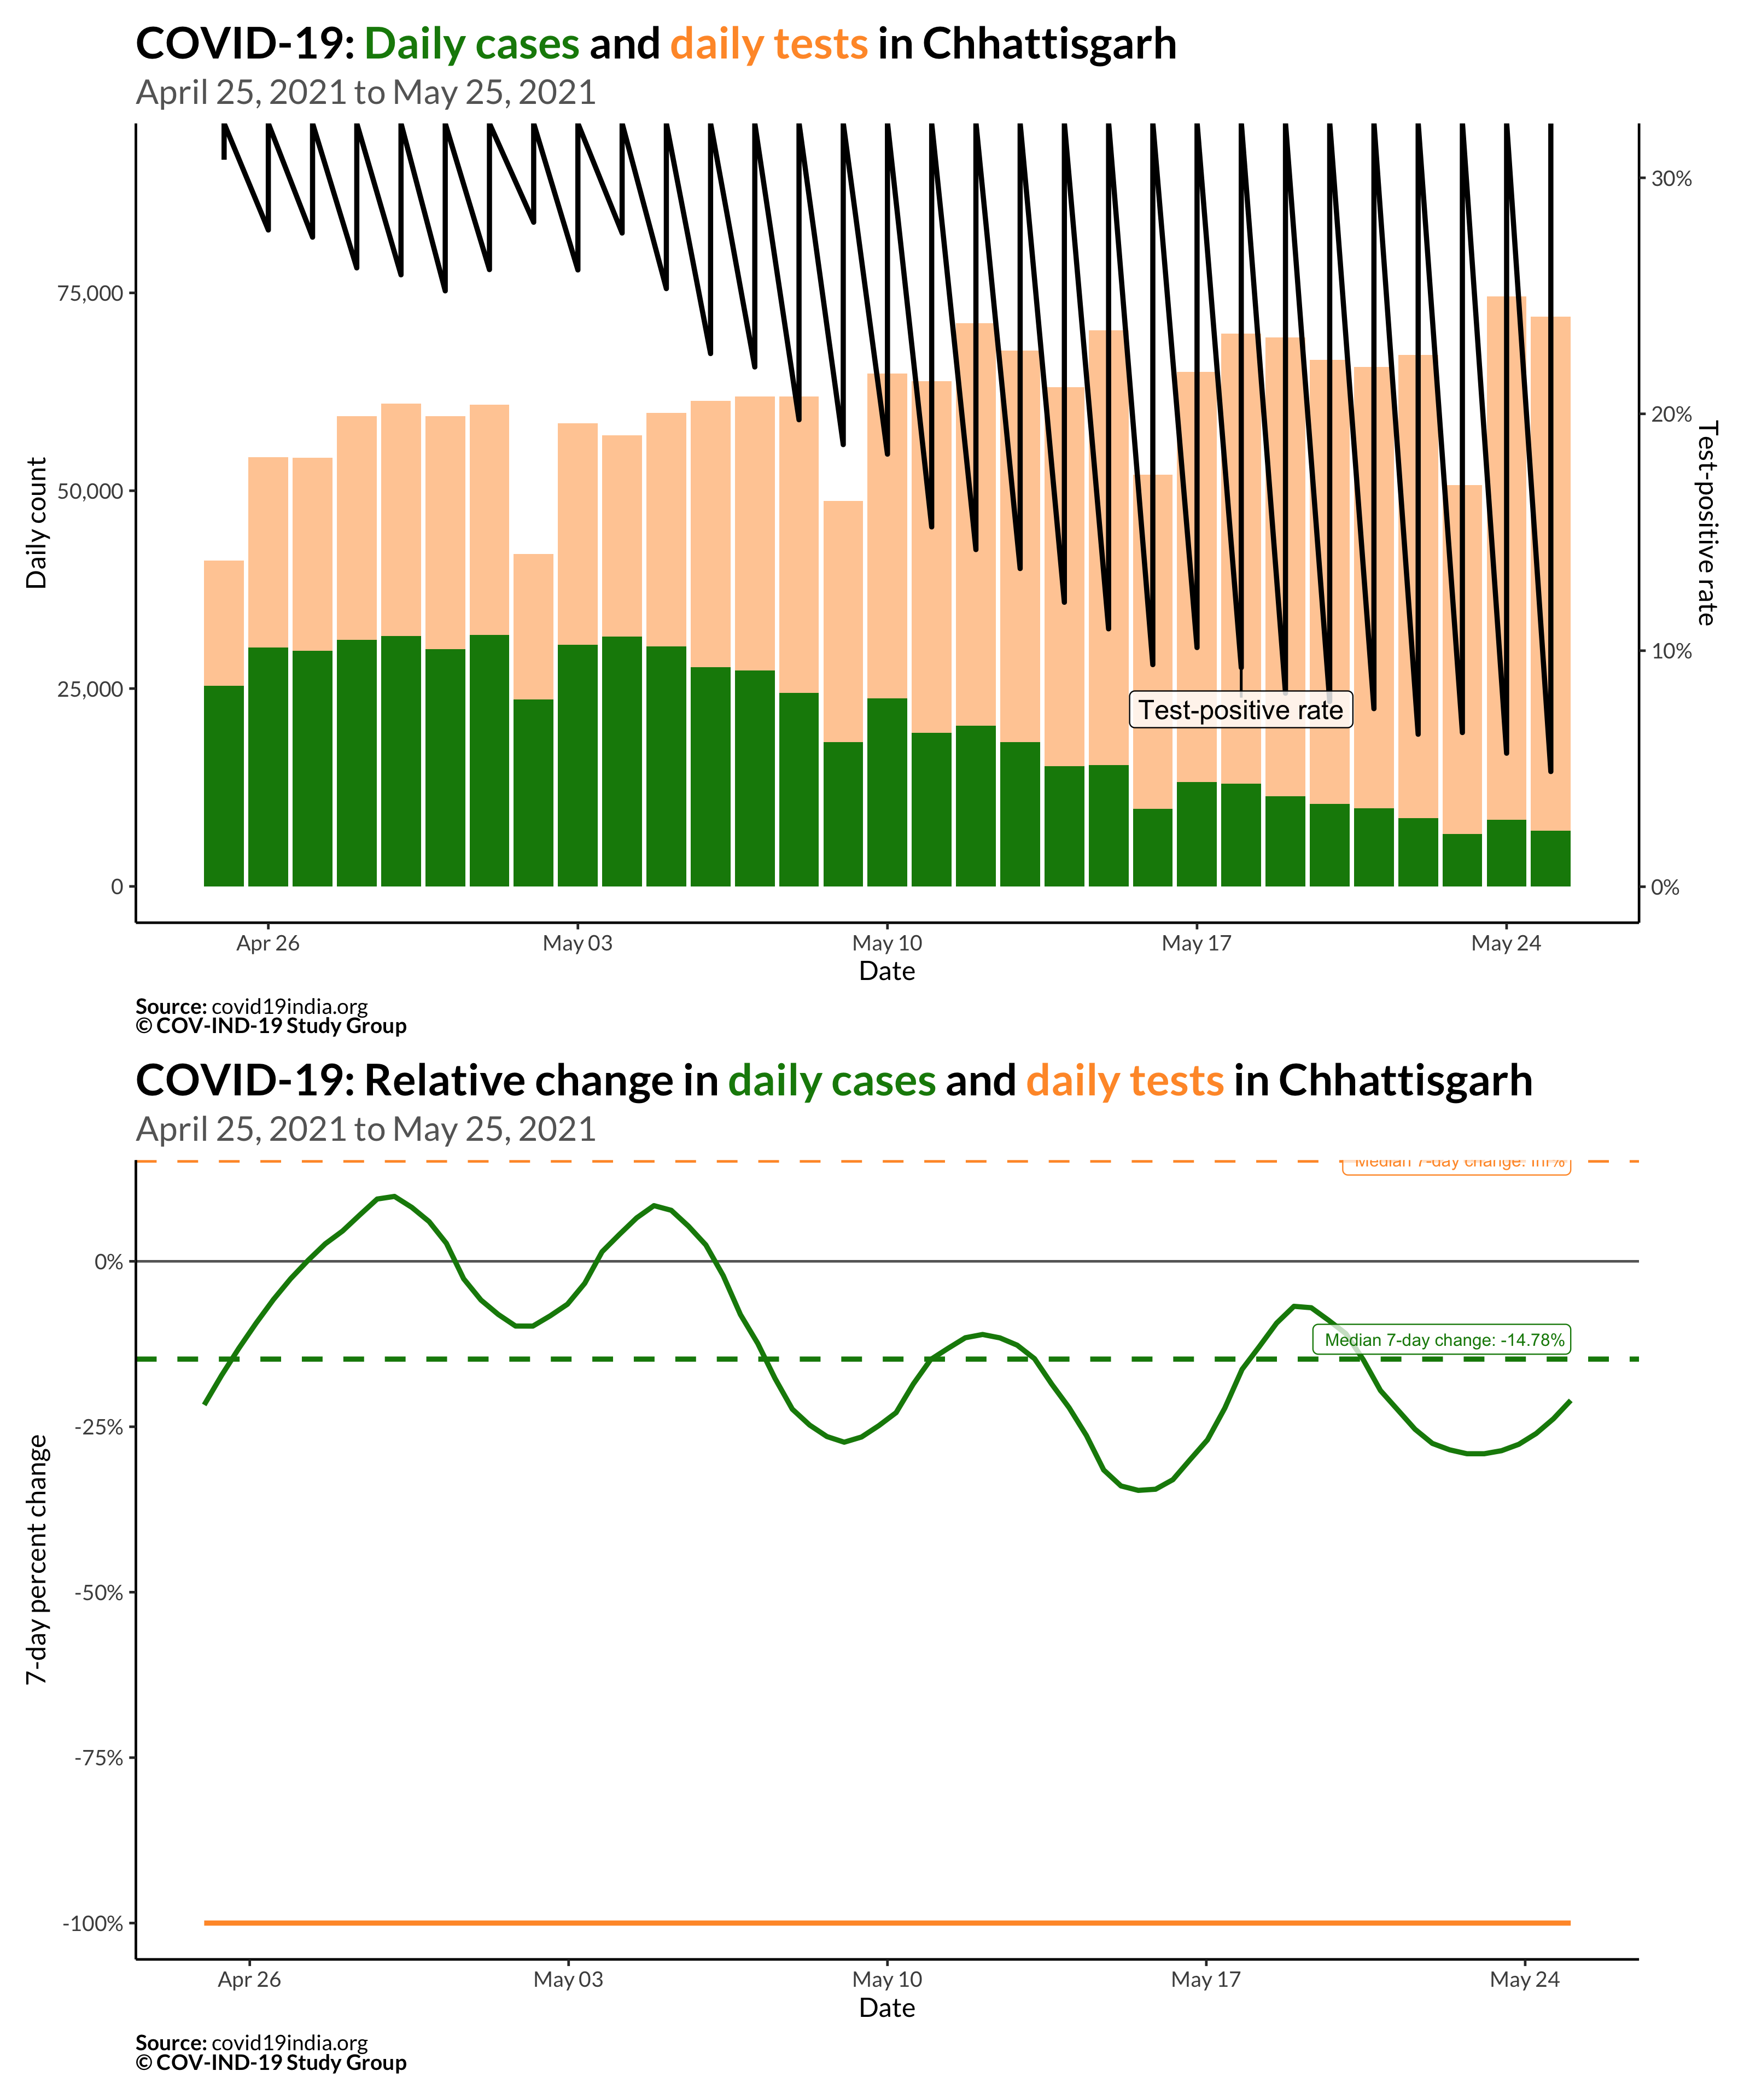 COVID-19: Daily cases and daily tests in Chhattisgarh
April 25, 2021 to May 25, 2021
75,000
50,000
25,000
0
Daily count
30%
20%
10%
0%
Test-positive rate
Test-positive rate
Apr 26
May 03
May 10
May 17
May 24
Date
Source: covid19india.org
© COV-IND-19 Study Group
COVID-19: Relative change in daily cases and daily tests in Chhattisgarh
April 25, 2021 to May 25, 2021
Median 7-day change: Inf%
0%
-25%
-50%
-75%
-100%
7-day percent change
Median 7-day change: -14.78%
Apr 26
May 03
May 10
May 17
May 24
Date
Source: covid19india.org
© COV-IND-19 Study Group